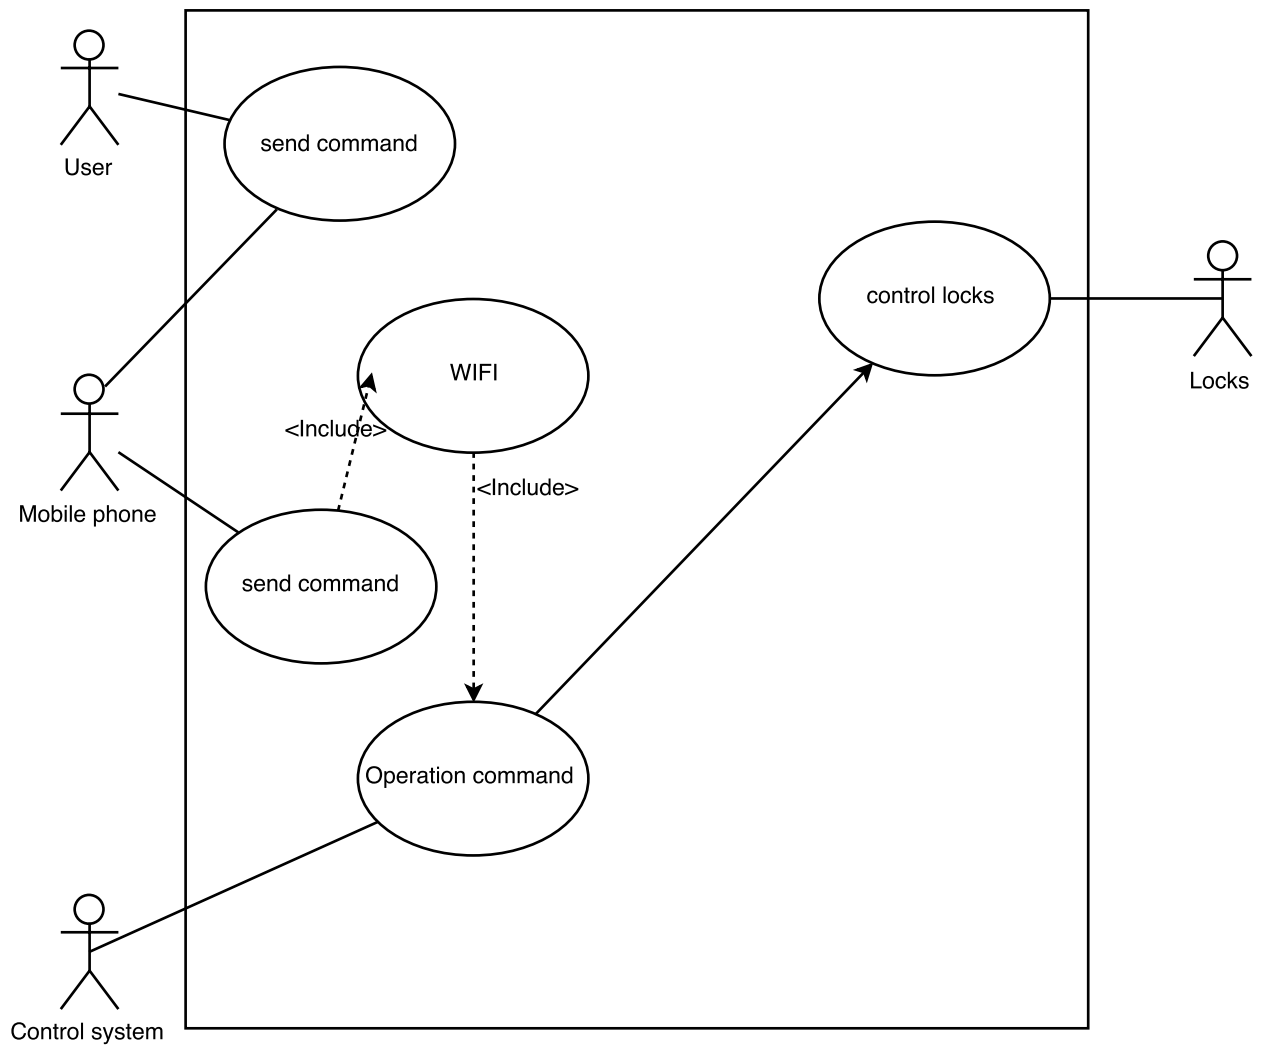 User
send command
control locks
WIFI
Locks
<Include>
<Include>
Mobile phone
send command
Operation command
Control system